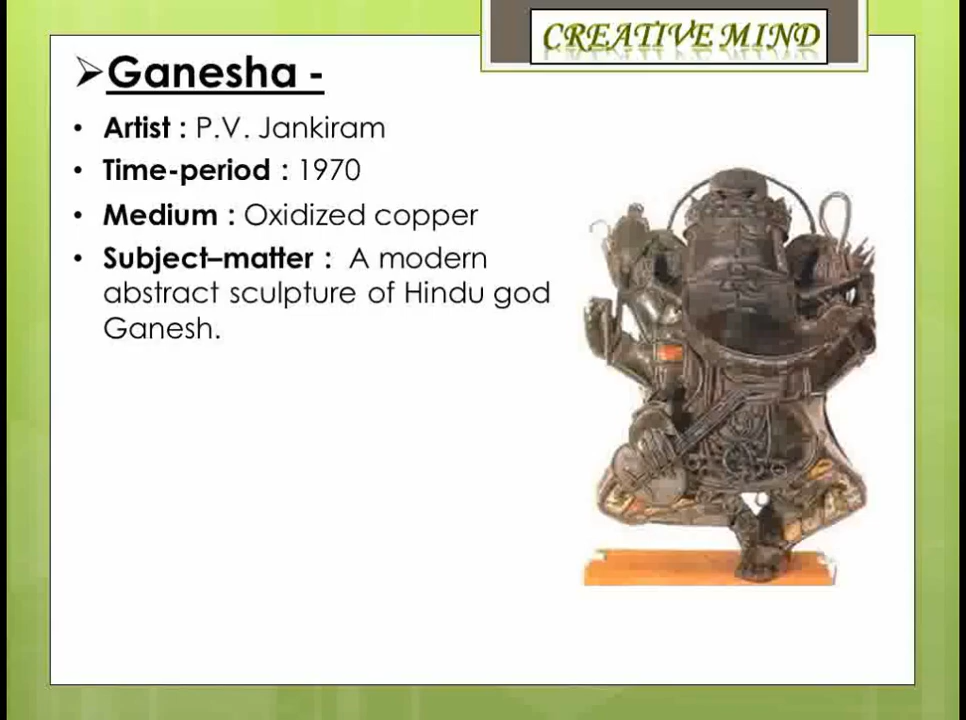 CREATIVE MIND
➢Ganesha -
• Artist : P.V. Jankiram
• Time-period : 1970
• Medium : Oxidized copper
• Subject–matter : A modern
abstract sculpture of Hindu god
Ganesh.